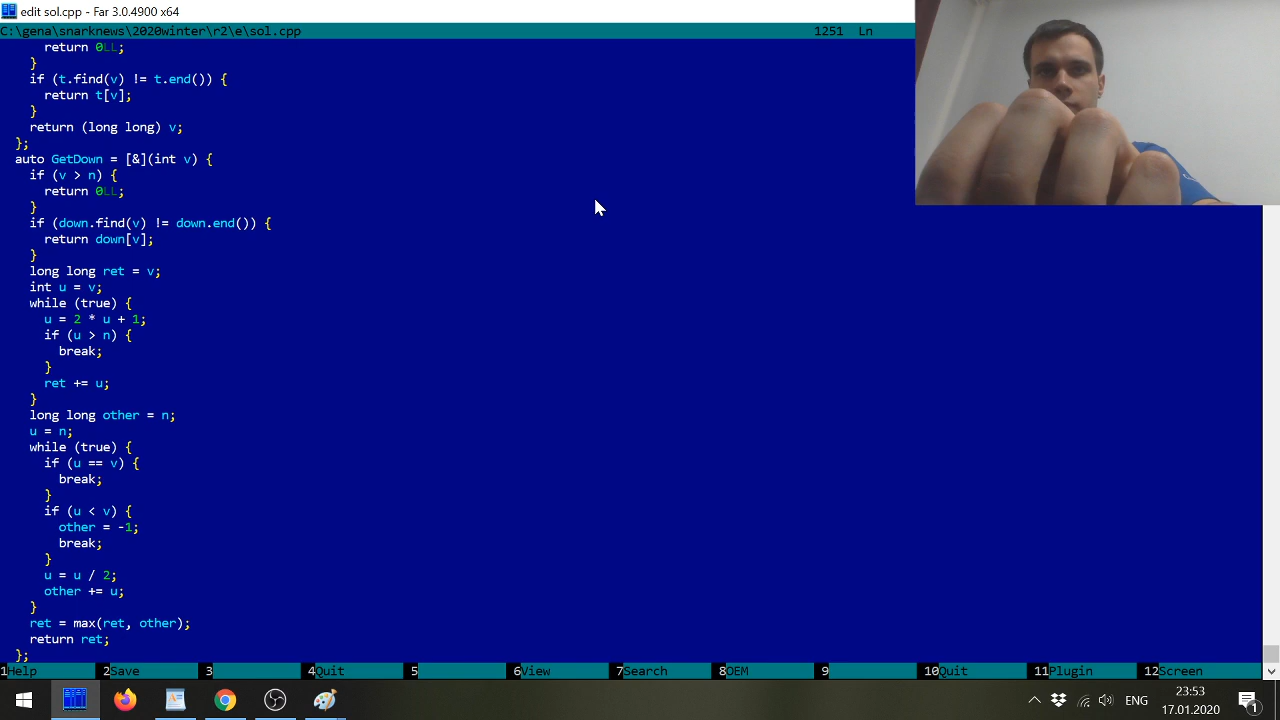 edit sol.cpp - Far 3.0.4900 x64
C:\gena\snarknews\2020winter\r2\e\sol.cpp 1251 Ln
return 0LL;
}
if (t.find(v) != t.end()) {
return t[v];
}
return (long long) v;
};
auto GetDown = [&](int v) {
if (v > n) {
return 0LL;
}
if (down.find(v) != down.end()) {
return down[v];
}
long long ret = v;
int u = v;
while (true) {
u = 2 * u + 1;
if (u > n) {
break;
}
ret += u;
}
long long other = n;
u = n;
while (true) {
if (u == v) {
break;
}
if (u < v) {
other = -1;
break;
}
u = u / 2;
other += u;
}
ret = max(ret, other);
return ret;
};
1Help 2Save 3 4Quit 5 6View 7Search 8OEM 9 10Quit 11Plugin 12Screen
ENG 23:53
17.01.2020 1